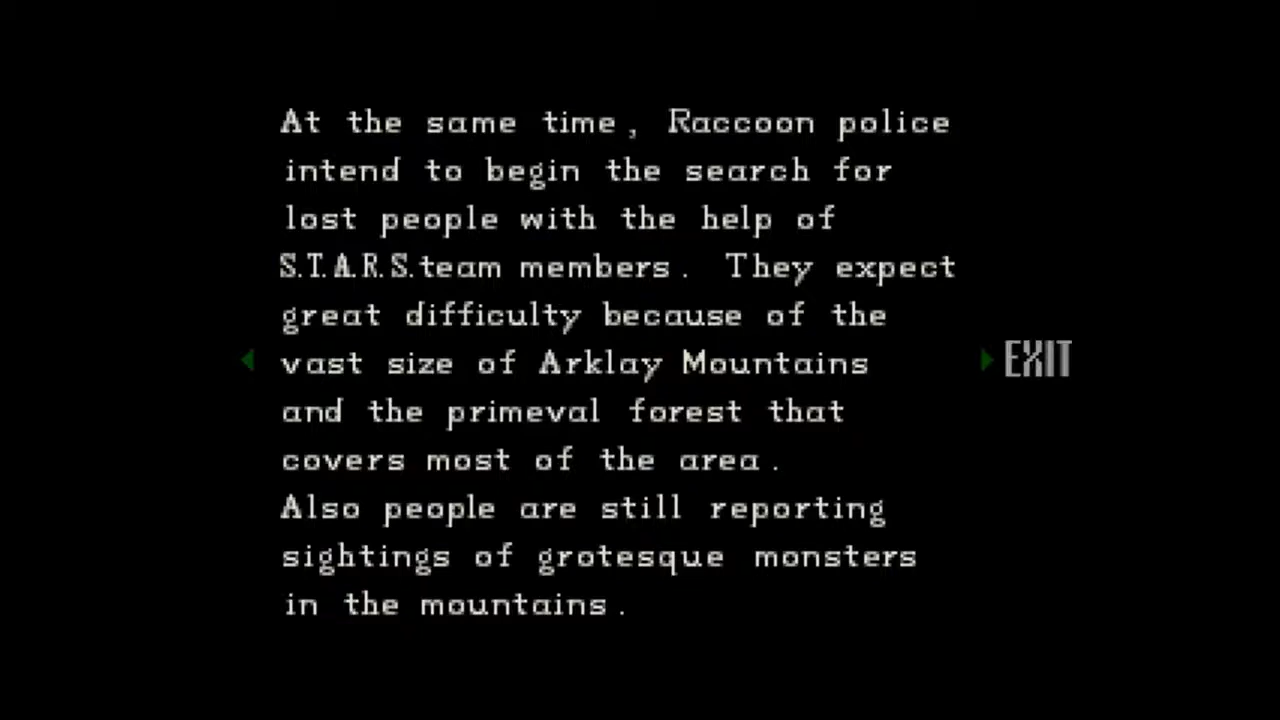 At the same time, Raccoon police
intend to begin the search for
lost people with the help of
S.T.A.R.S.team members. They expect
great difficulty because of the
vast size of Arklay Mountains
EXIT
and the primeval forest that
covers most of the area.
Also people are still reporting
sightings of grotesque monsters
in the mountains.